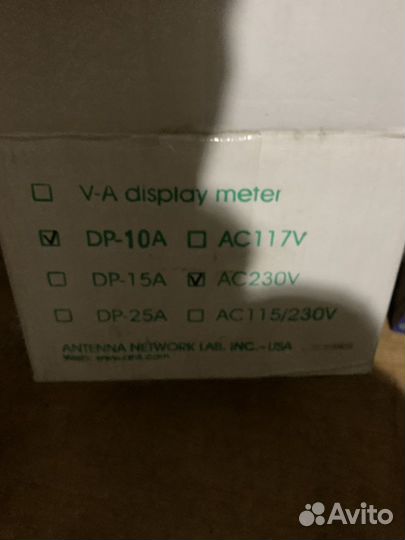 ☐ V-A display meter
☑ DP-10A ☐ AC117V
☐ DP-15A ☑ AC230V
☐ DP-25A ☐ AC115/230V
ANTENNA NETWORK LAB, INC.-USA
Avito